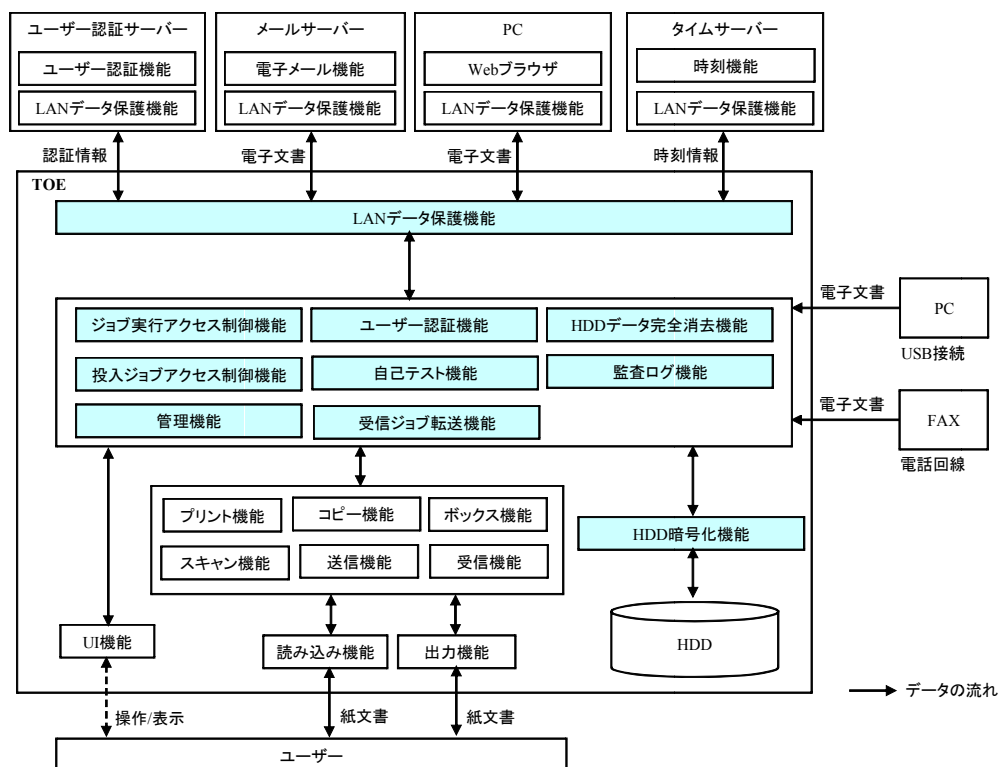 ユーザー認証サーバー
ユーザー認証機能
LANデータ保護機能
メールサーバー
電子メール機能
LANデータ保護機能
PC
Webブラウザ
LANデータ保護機能
タイムサーバー
時刻機能
LANデータ保護機能
認証情報
電子文書
電子文書
時刻情報
TOE
LANデータ保護機能
ジョブ実行アクセス制御機能
ユーザー認証機能
HDDデータ完全消去機能
投入ジョブアクセス制御機能
自己テスト機能
監査ログ機能
管理機能
受信ジョブ転送機能
電子文書
PC
USB接続
電子文書
FAX
電話回線
プリント機能
コピー機能
ボックス機能
スキャン機能
送信機能
受信機能
HDD暗号化機能
HDD
UI機能
読み込み機能
出力機能
データの流れ
操作/表示
紙文書
紙文書
ユーザー